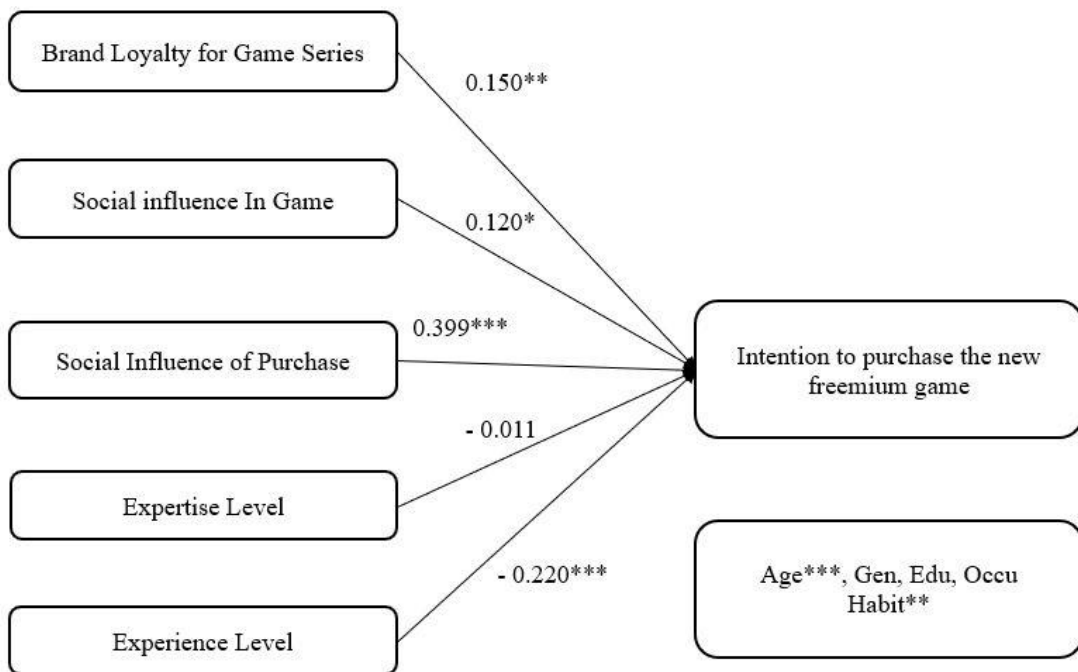 Brand Loyalty for Game Series
0.150**
Social influence In Game
0.120*
0.399***
Social Influence of Purchase
Intention to purchase the new
freemium game
- 0.011
Expertise Level
- 0.220***
Age***, Gen, Edu, Occu
Habit**
Experience Level